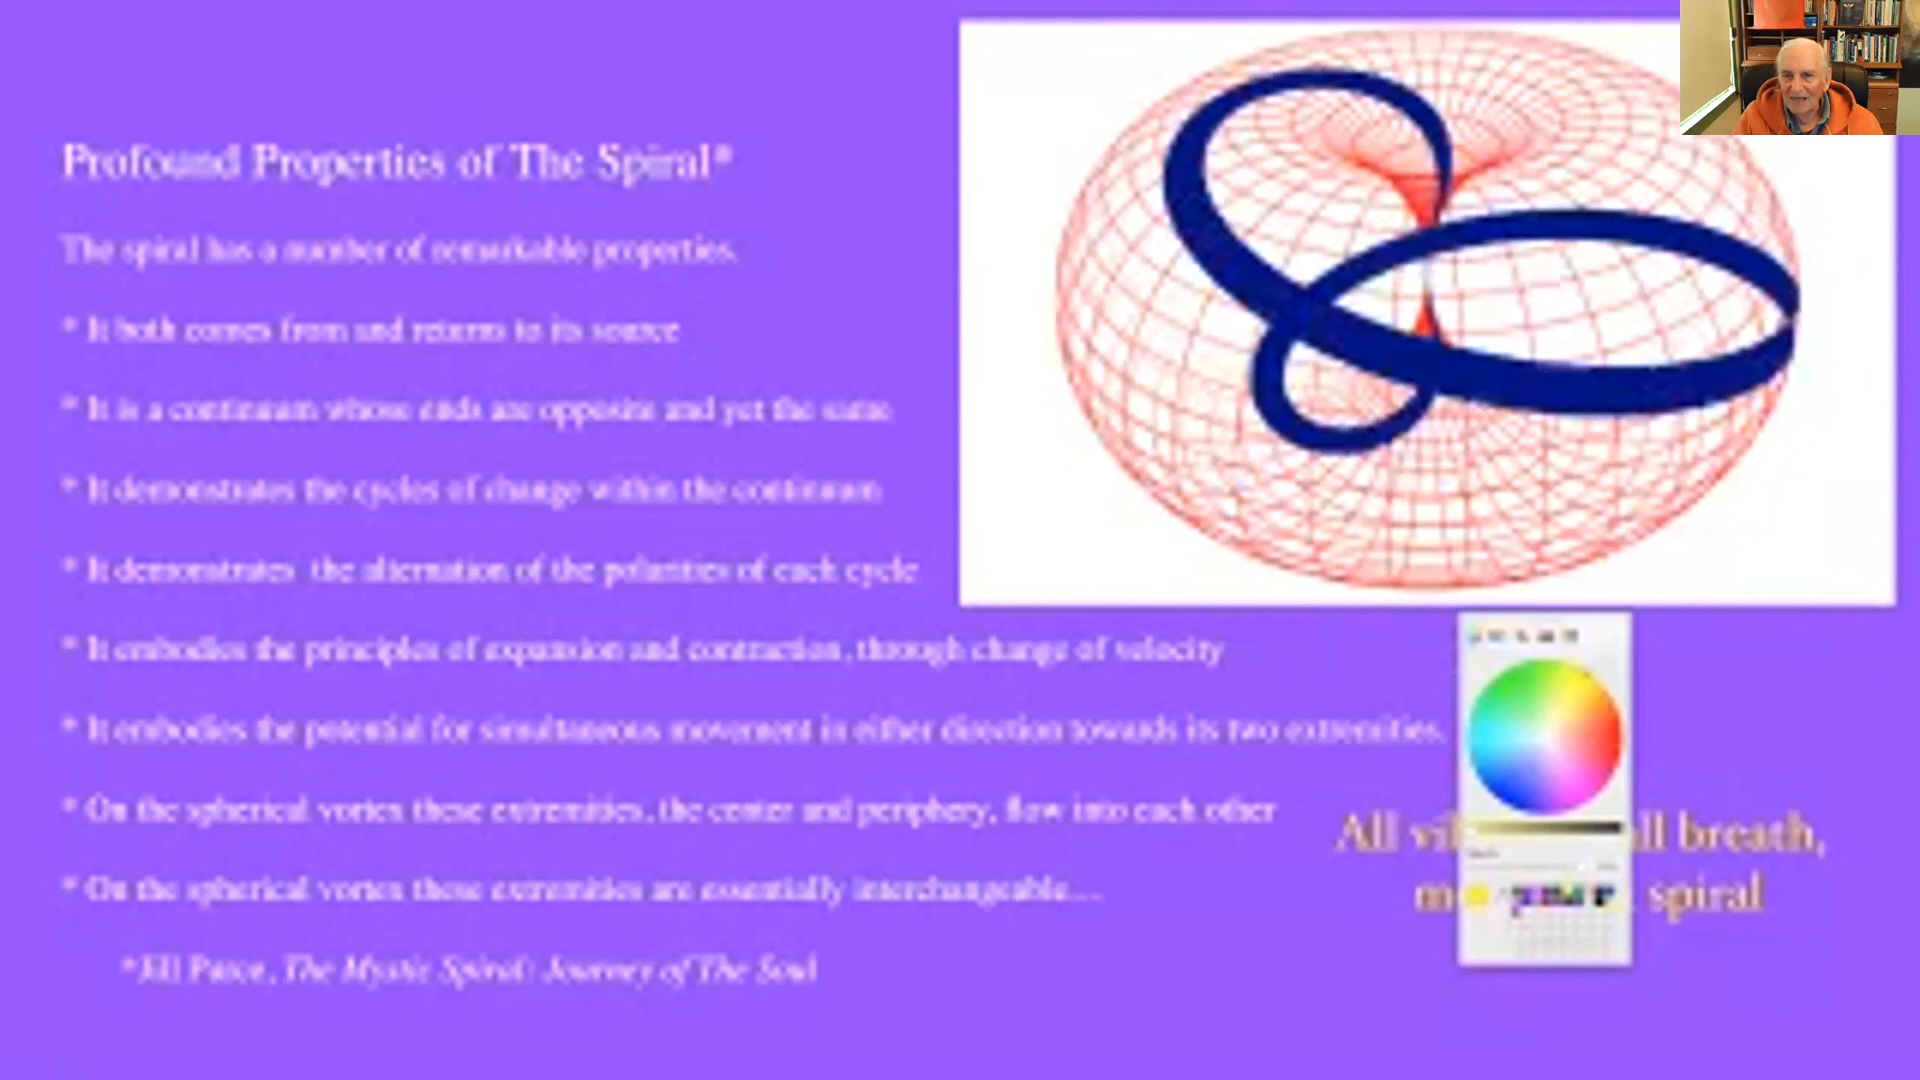 Profound Properties of The Spiral*
The spiral has a number of remarkable properties.
* It both comes from and returns to its source
* It is a continuum whose ends are opposite and yet the same
* It demonstrates the cycles of change within the continuum
* It demonstrates the alternation of the polarities of each cycle
* It embodies the principles of expansion and contraction, through change of velocity
* It embodies the potential for simultaneous movement in either direction towards its two extremities.
* On the spherical vortex these extremities, the center and periphery, flow into each other
* On the spherical vortex these extremities are essentially interchangeable...
*Jill Purce, The Mystic Spiral: Journey of The Soul
All breath,
spiral